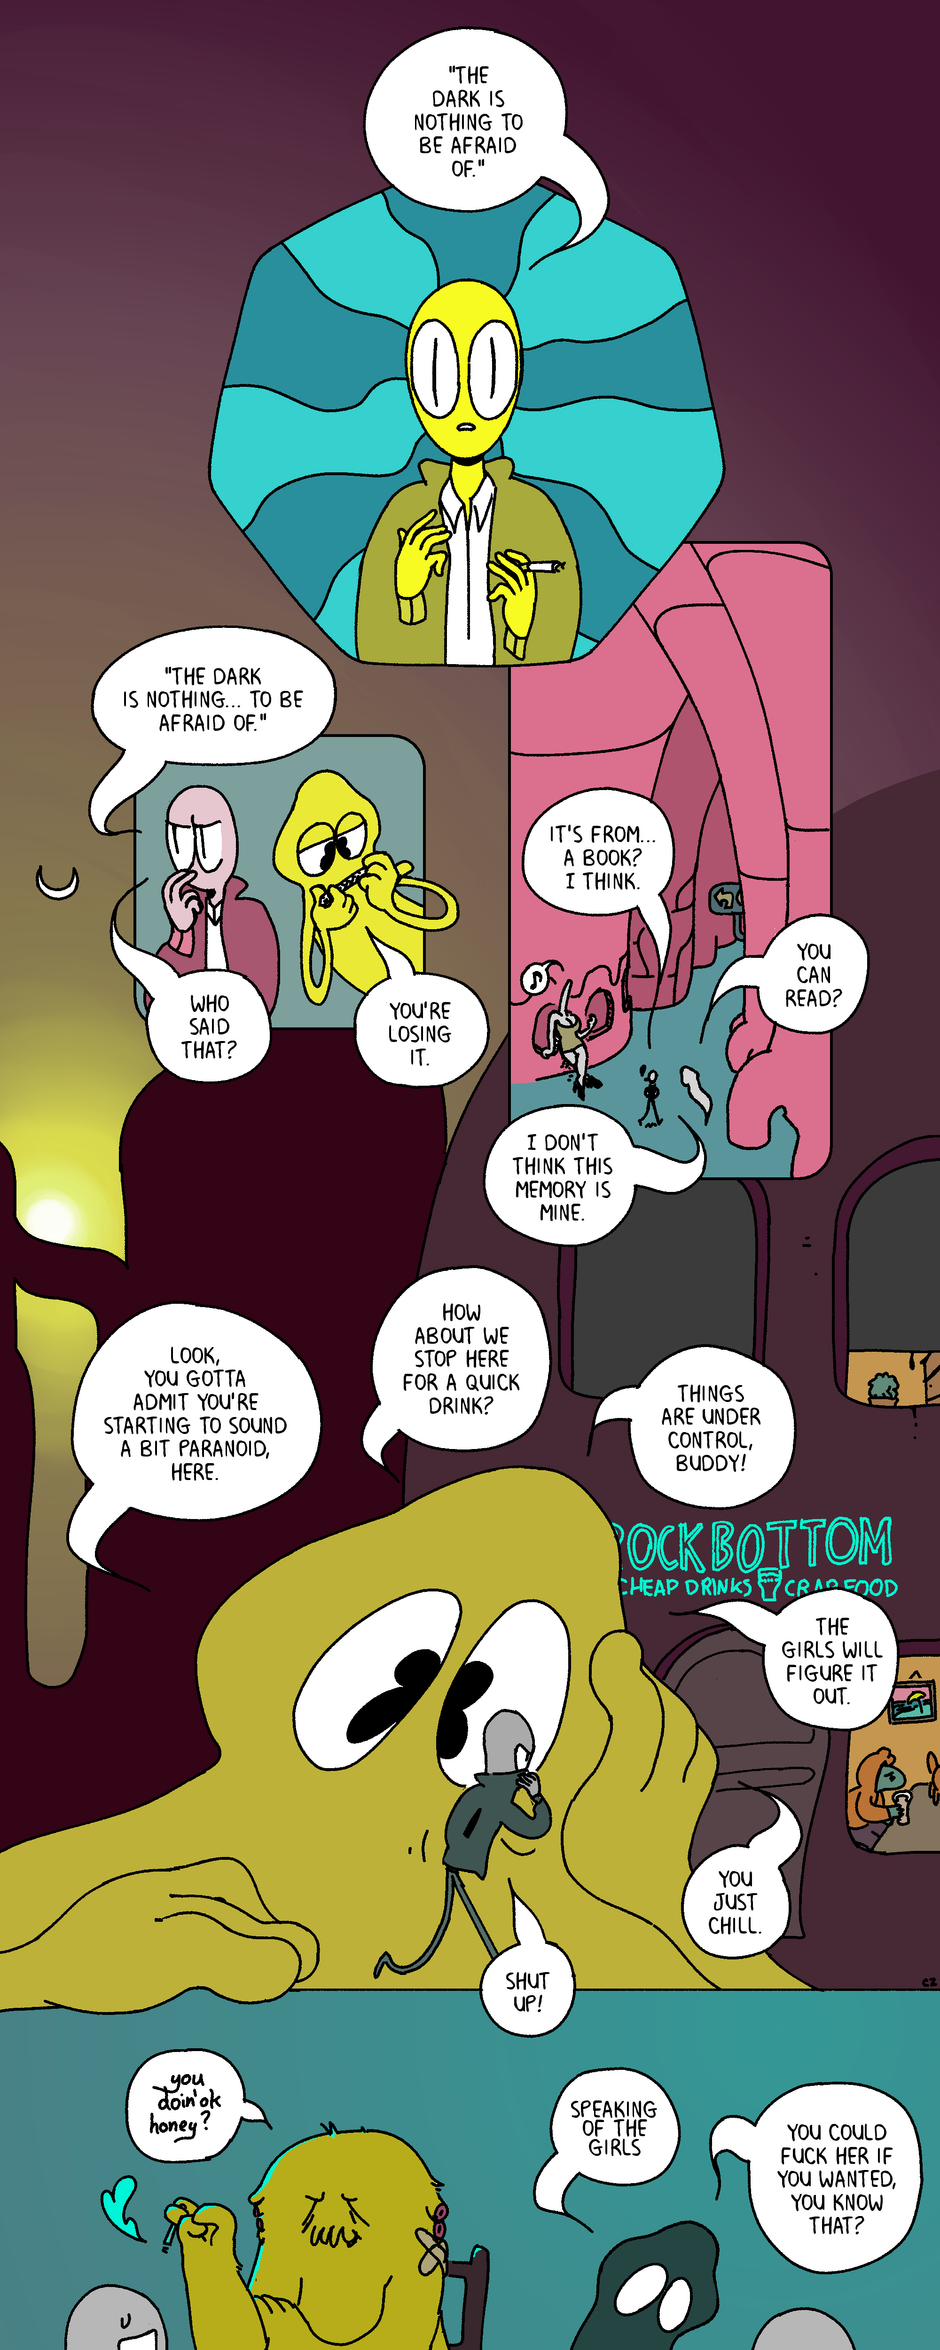 "THE
DARK IS
NOTHING TO
BE AFRAID
OF."
"THE DARK
IS NOTHING... TO BE
AFRAID OF."
WHO
SAID
THAT?
YOU'RE
LOSING
IT.
IT'S FROM...
A BOOK?
I THINK.
YOU
CAN
READ?
I DON'T
THINK THIS
MEMORY IS
MINE.
HOW
ABOUT WE
STOP HERE
FOR A QUICK
DRINK?
LOOK,
YOU GOTTA
ADMIT YOU'RE
STARTING TO SOUND
A BIT PARANOID,
HERE.
THINGS
ARE UNDER
CONTROL,
BUDDY!
ROCK BOTTOM
CHEAP DRINKS CRAP FOOD
THE
GIRLS WILL
FIGURE IT
OUT.
YOU
JUST
CHILL.
SHUT
UP!
CZ
you
doin' ok
honey?
SPEAKING
OF THE
GIRLS
YOU COULD
FUCK HER IF
YOU WANTED,
YOU KNOW
THAT?